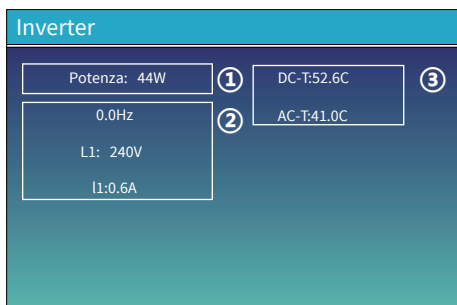 Inverter
Potenza: 44W
①
0.0Hz
L1: 240V
l1:0.6A
②
DC-T:52.6C
AC-T:41.0C
③